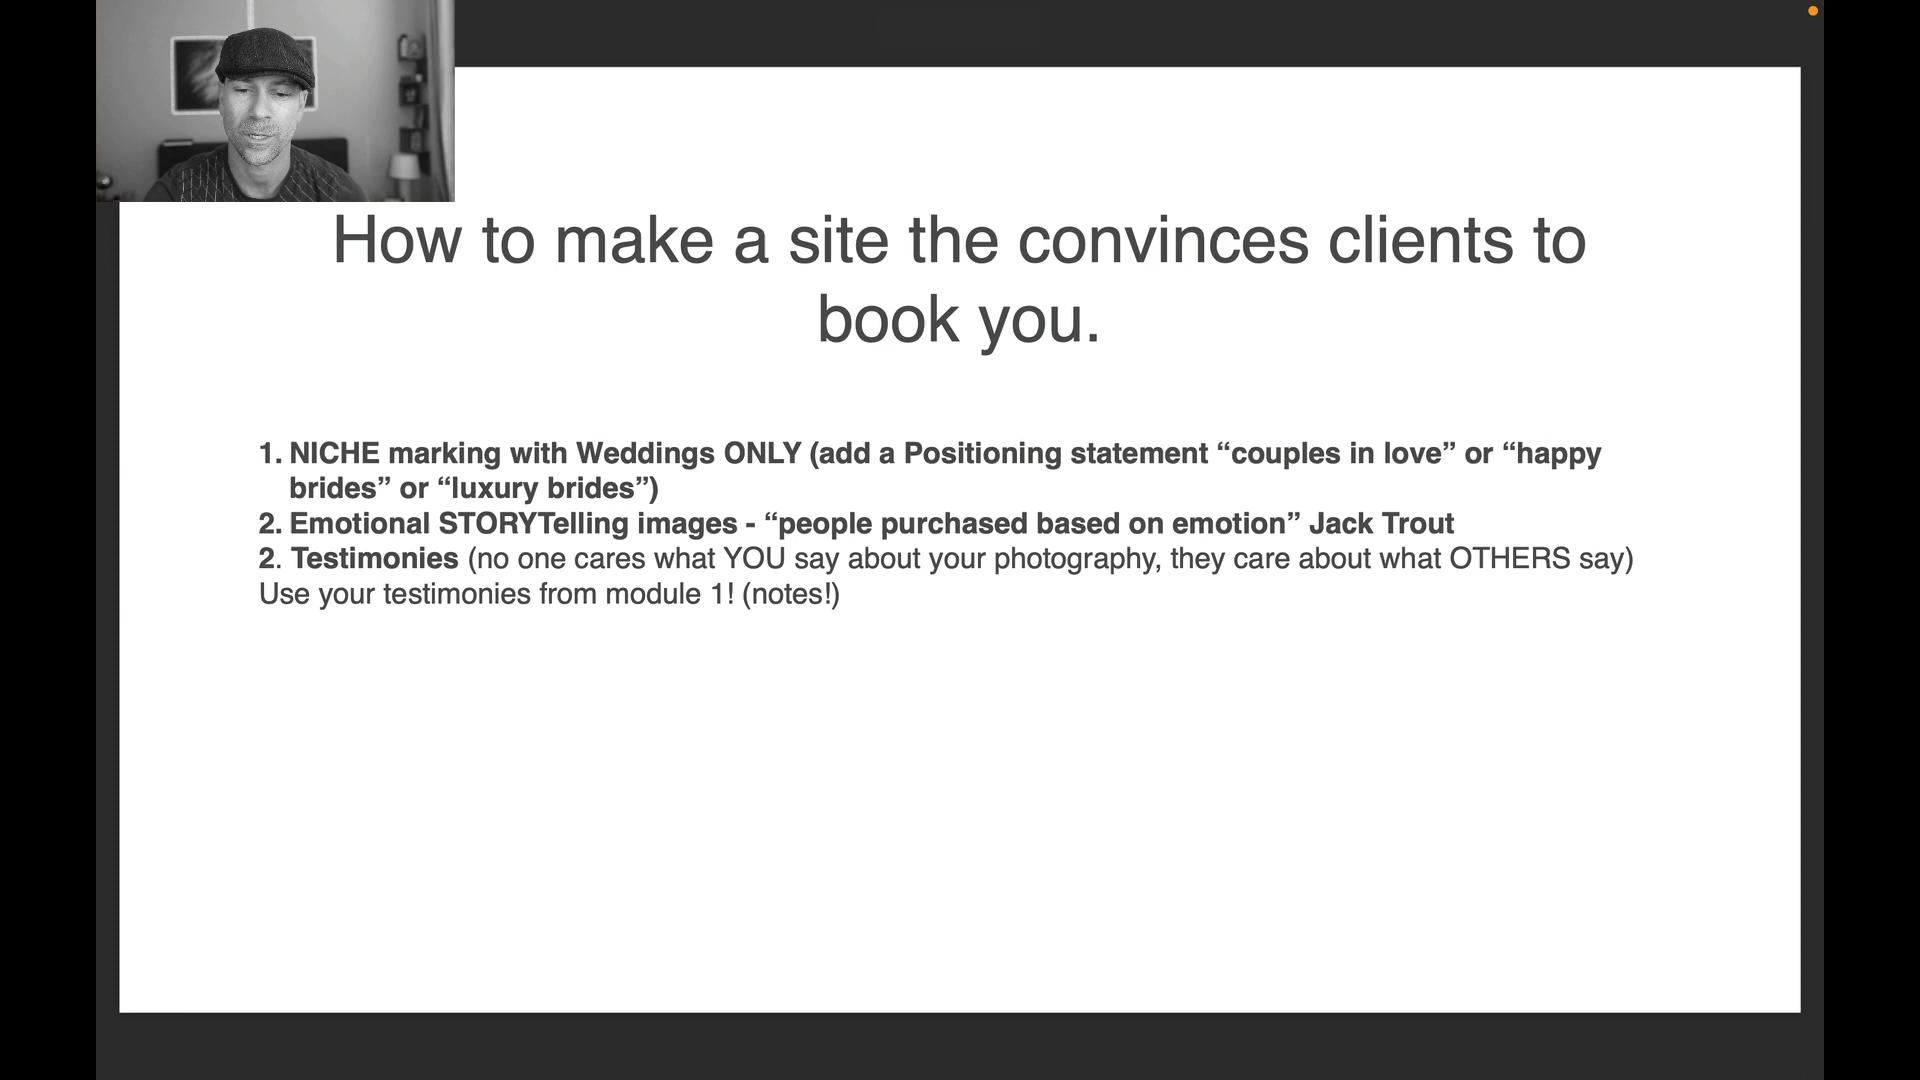 How to make a site the convinces clients to
book you.
1. NICHE marking with Weddings ONLY (add a Positioning statement “couples in love” or “happy
brides” or “luxury brides”)
2. Emotional STORYTelling images - “people purchased based on emotion” Jack Trout
2. Testimonies (no one cares what YOU say about your photography, they care about what OTHERS say)
Use your testimonies from module 1! (notes!)